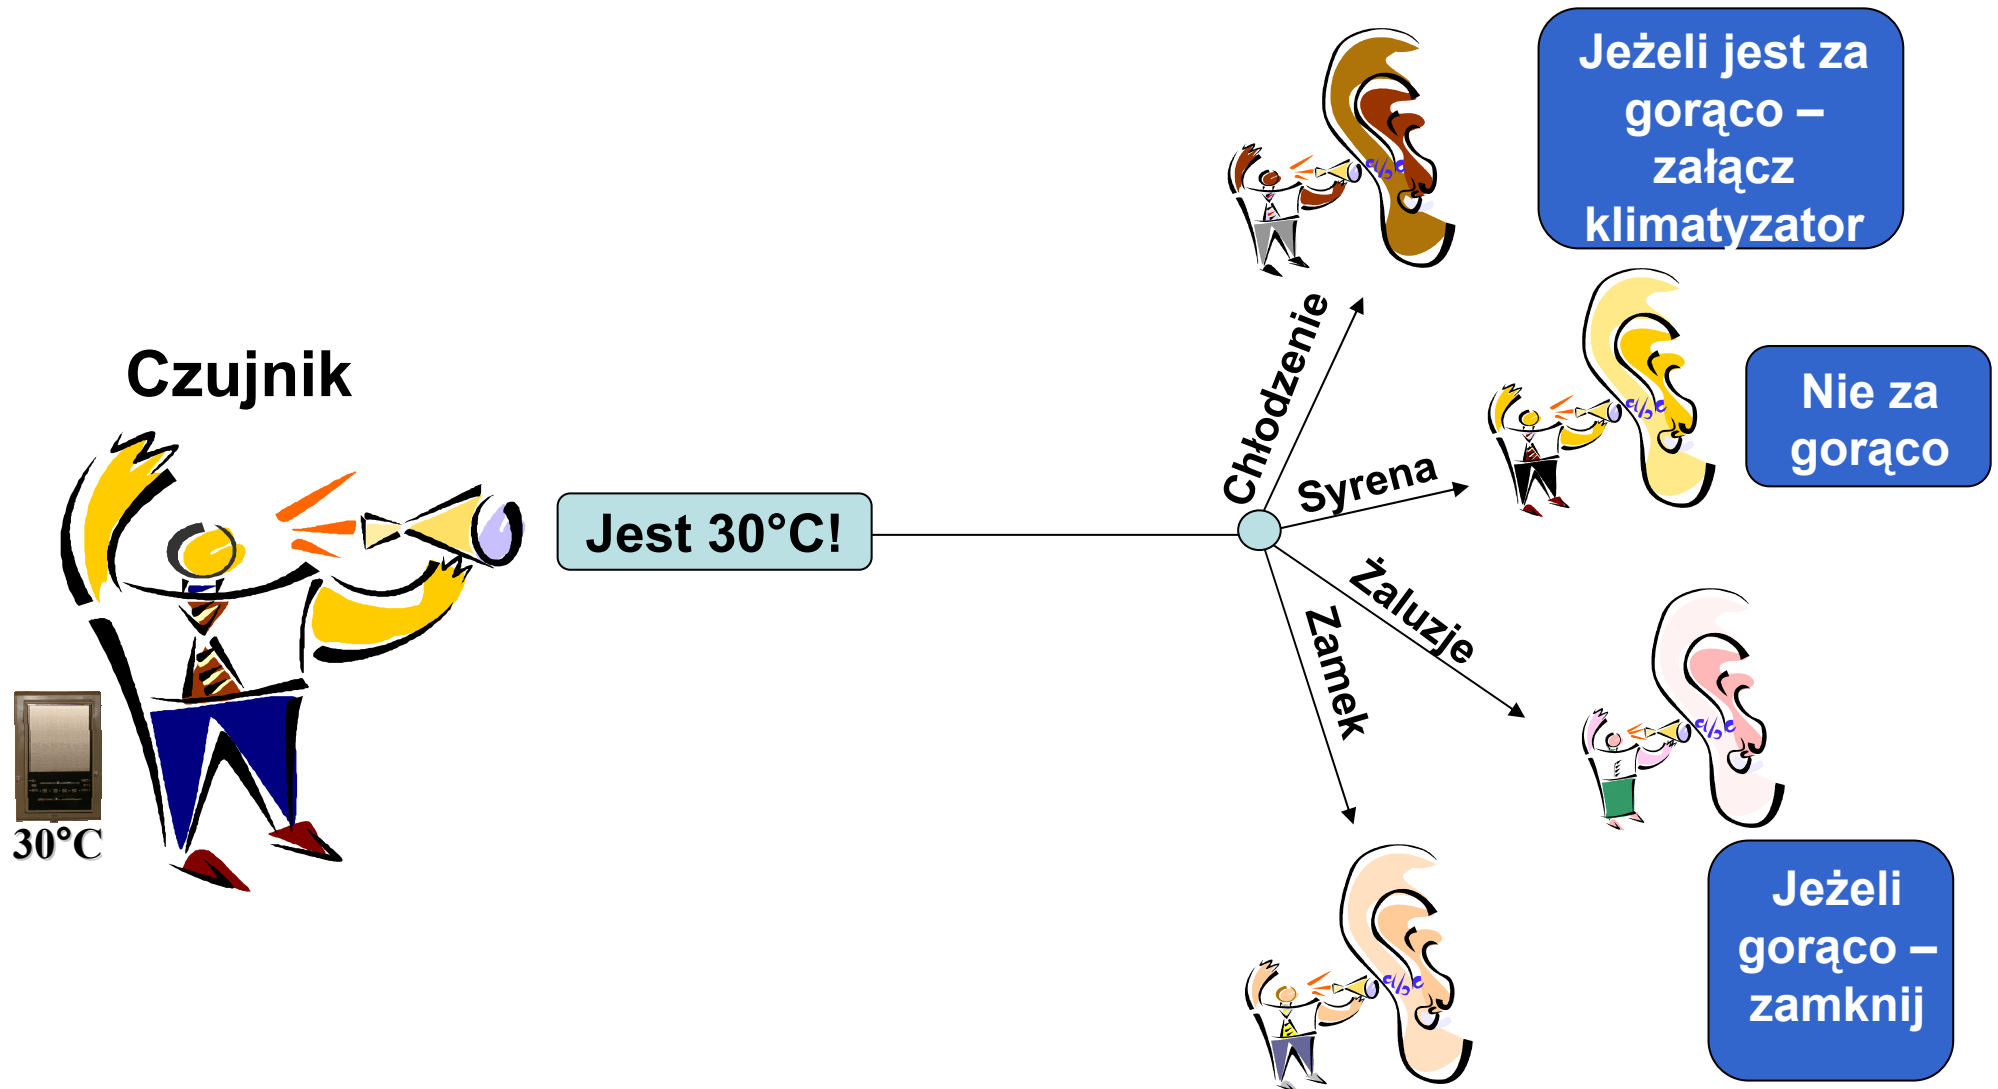 Jeżeli jest za
gorąco –
załącz
klimatyzator
Chłodzenie
Czujnik
Nie za
gorąco
Syrena
Jest 30°C!
Żaluzje
Zamek
30°C
Jeżeli
gorąco –
zamknij